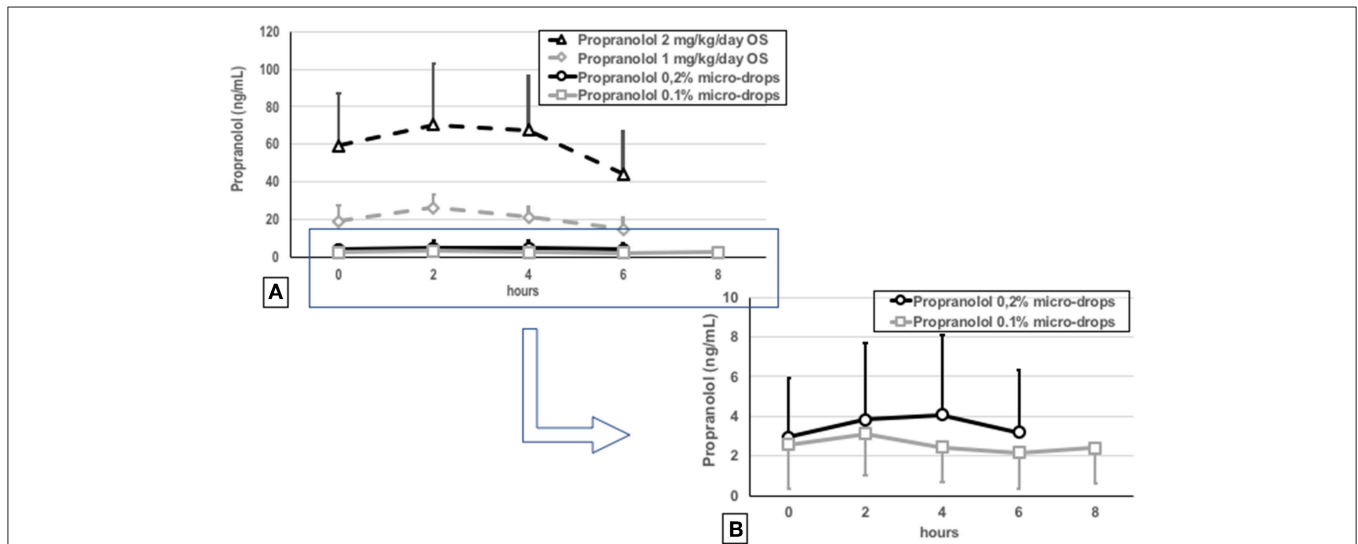 120
100
80
60
40
20
0
Propranolol (ng/mL)
Propranolol 2 mg/kg/day OS
Propranolol 1 mg/kg/day OS
Propranolol 0,2% micro-drops
Propranolol 0.1% micro-drops
0 2 4 6 8
hours
A
10
8
6
4
2
0
Propranolol (ng/mL)
Propranolol 0,2% micro-drops
Propranolol 0.1% micro-drops
0 2 4 6 8
hours
B